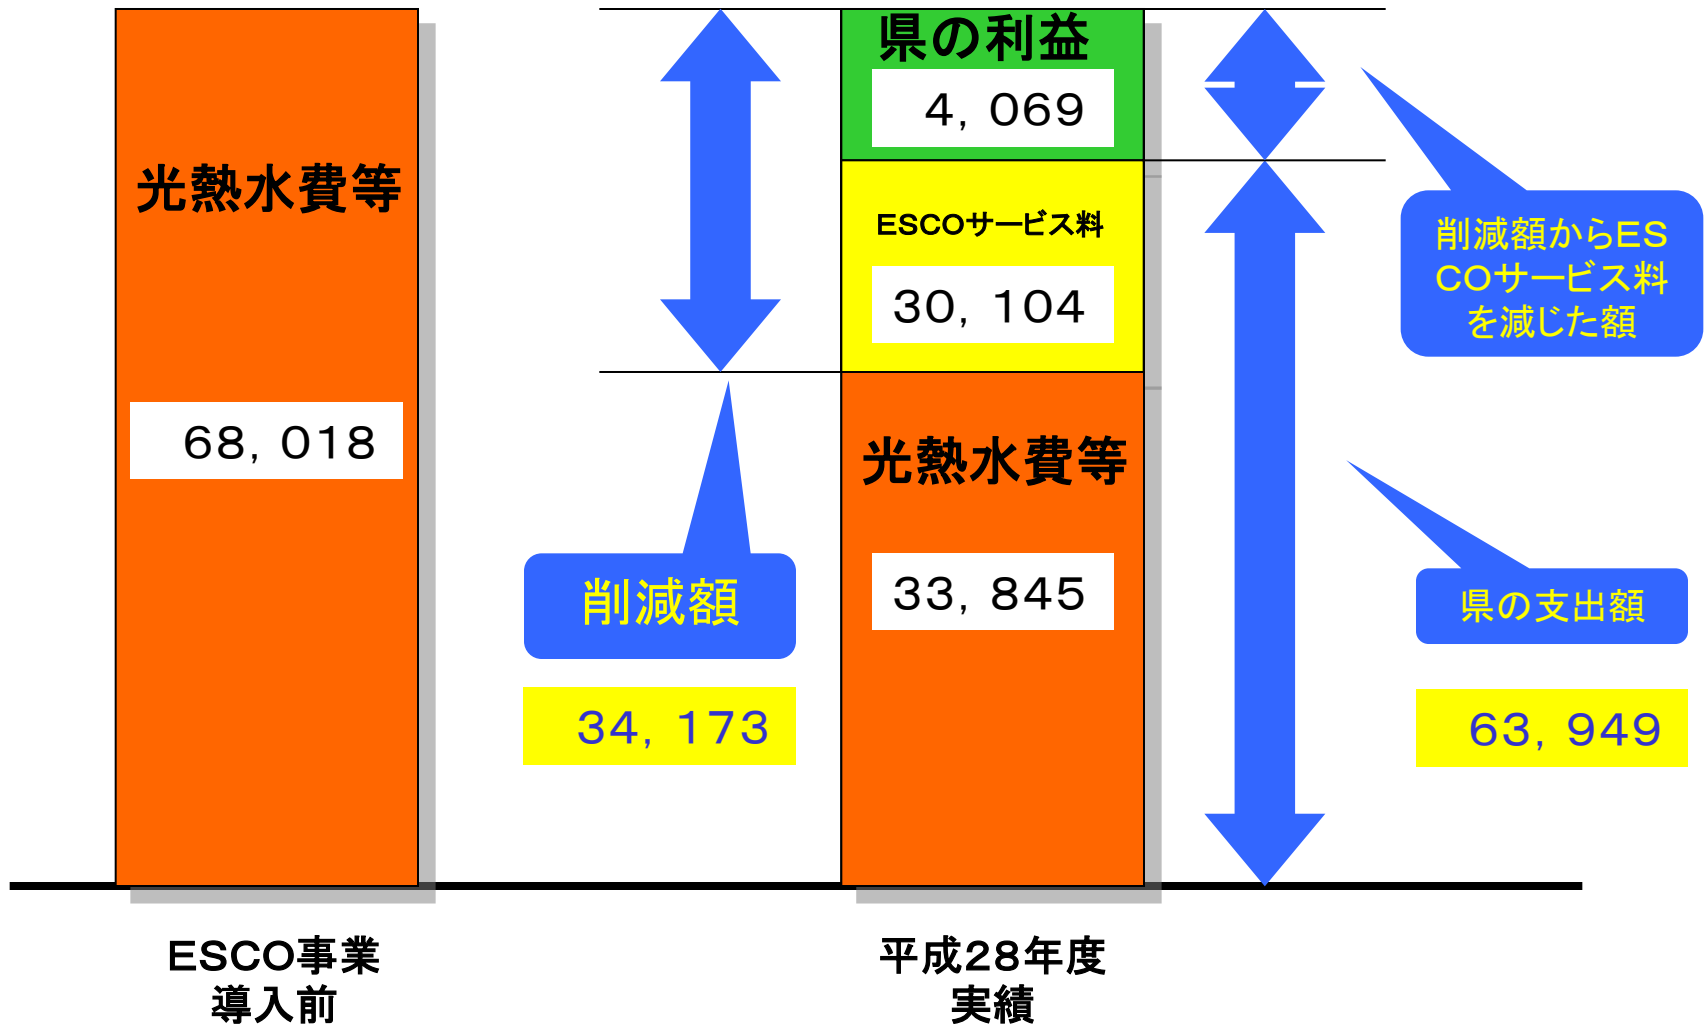 光熱水費等
68, 018
ESCO事業
導入前
削減額
34, 173
県の利益
4, 069
ESCOサービス料
30, 104
光熱水費等
33, 845
平成28年度
実績
削減額からES
COサービス料
を減じた額
県の支出額
63, 949